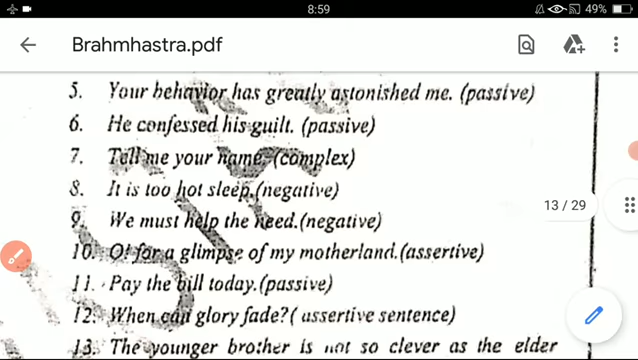 8:59
49%
Brahmhastra.pdf
5. Your behavior has greatly astonished me. (passive)
6. He confessed his guilt. (passive)
7. Tell me your name. (complex)
8. It is too hot sleep.(negative)
9. We must help the need.(negative)
13 / 29
10. O! for a glimpse of my motherland.(assertive)
11. Pay the bill today.(passive)
12. When can glory fade?( assertive sentence)
13. The younger brother is not so clever as the elder